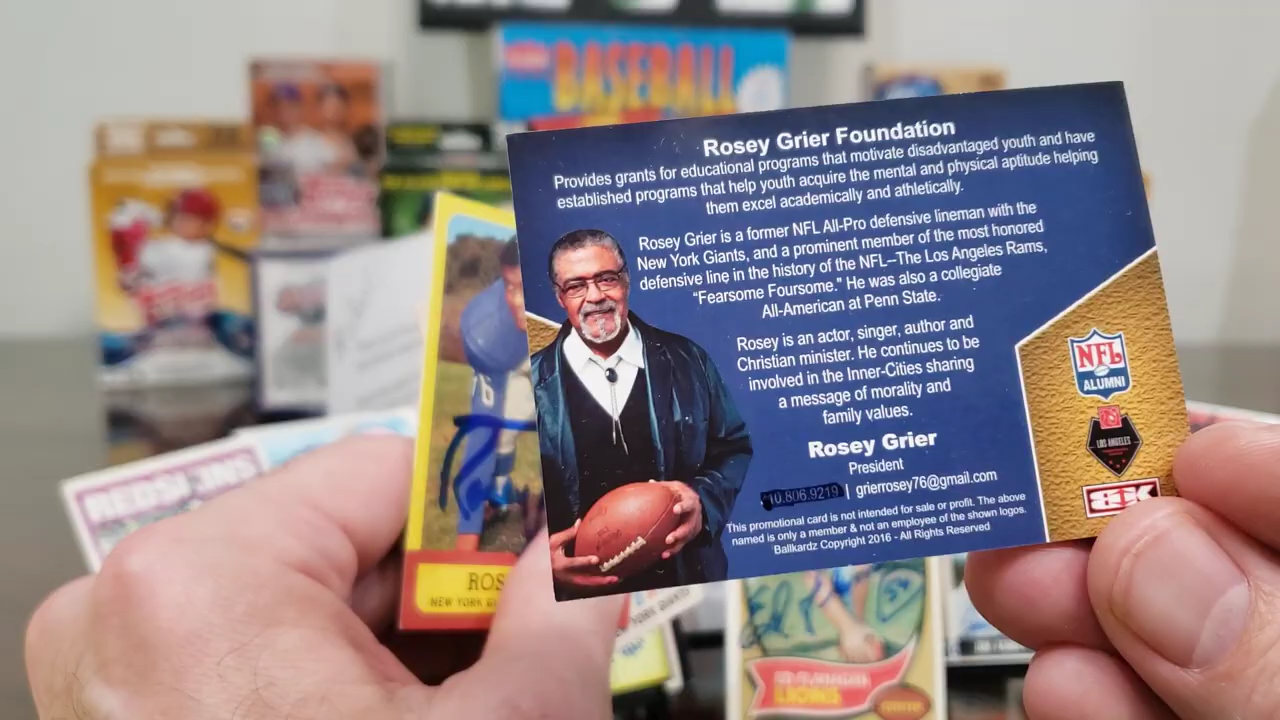 BASEBALL
Rosey Grier Foundation
Provides grants for educational programs that motivate disadvantaged youth and have
established programs that help youth acquire the mental and physical aptitude helping
them excel academically and athletically.
Rosey Grier is a former NFL All-Pro defensive lineman with the
New York Giants, and a prominent member of the most honored
defensive line in the history of the NFL--The Los Angeles Rams,
"Fearsome Foursome." He was also a collegiate
All-American at Penn State.
Rosey is an actor, singer, author and
Christian minister. He continues to be
involved in the Inner-Cities sharing
a message of morality and
family values.
Rosey Grier
President
| grierrosey76@gmail.com
This promotional card is not intended for sale or profit. The above
named is only a member & not an employee of the shown logos.
Ballkardz Copyright 2016 - All Rights Reserved
NFL
ALUMNI
LOS ANGELES
BK
76
ROS
NEW YORK
LIONS